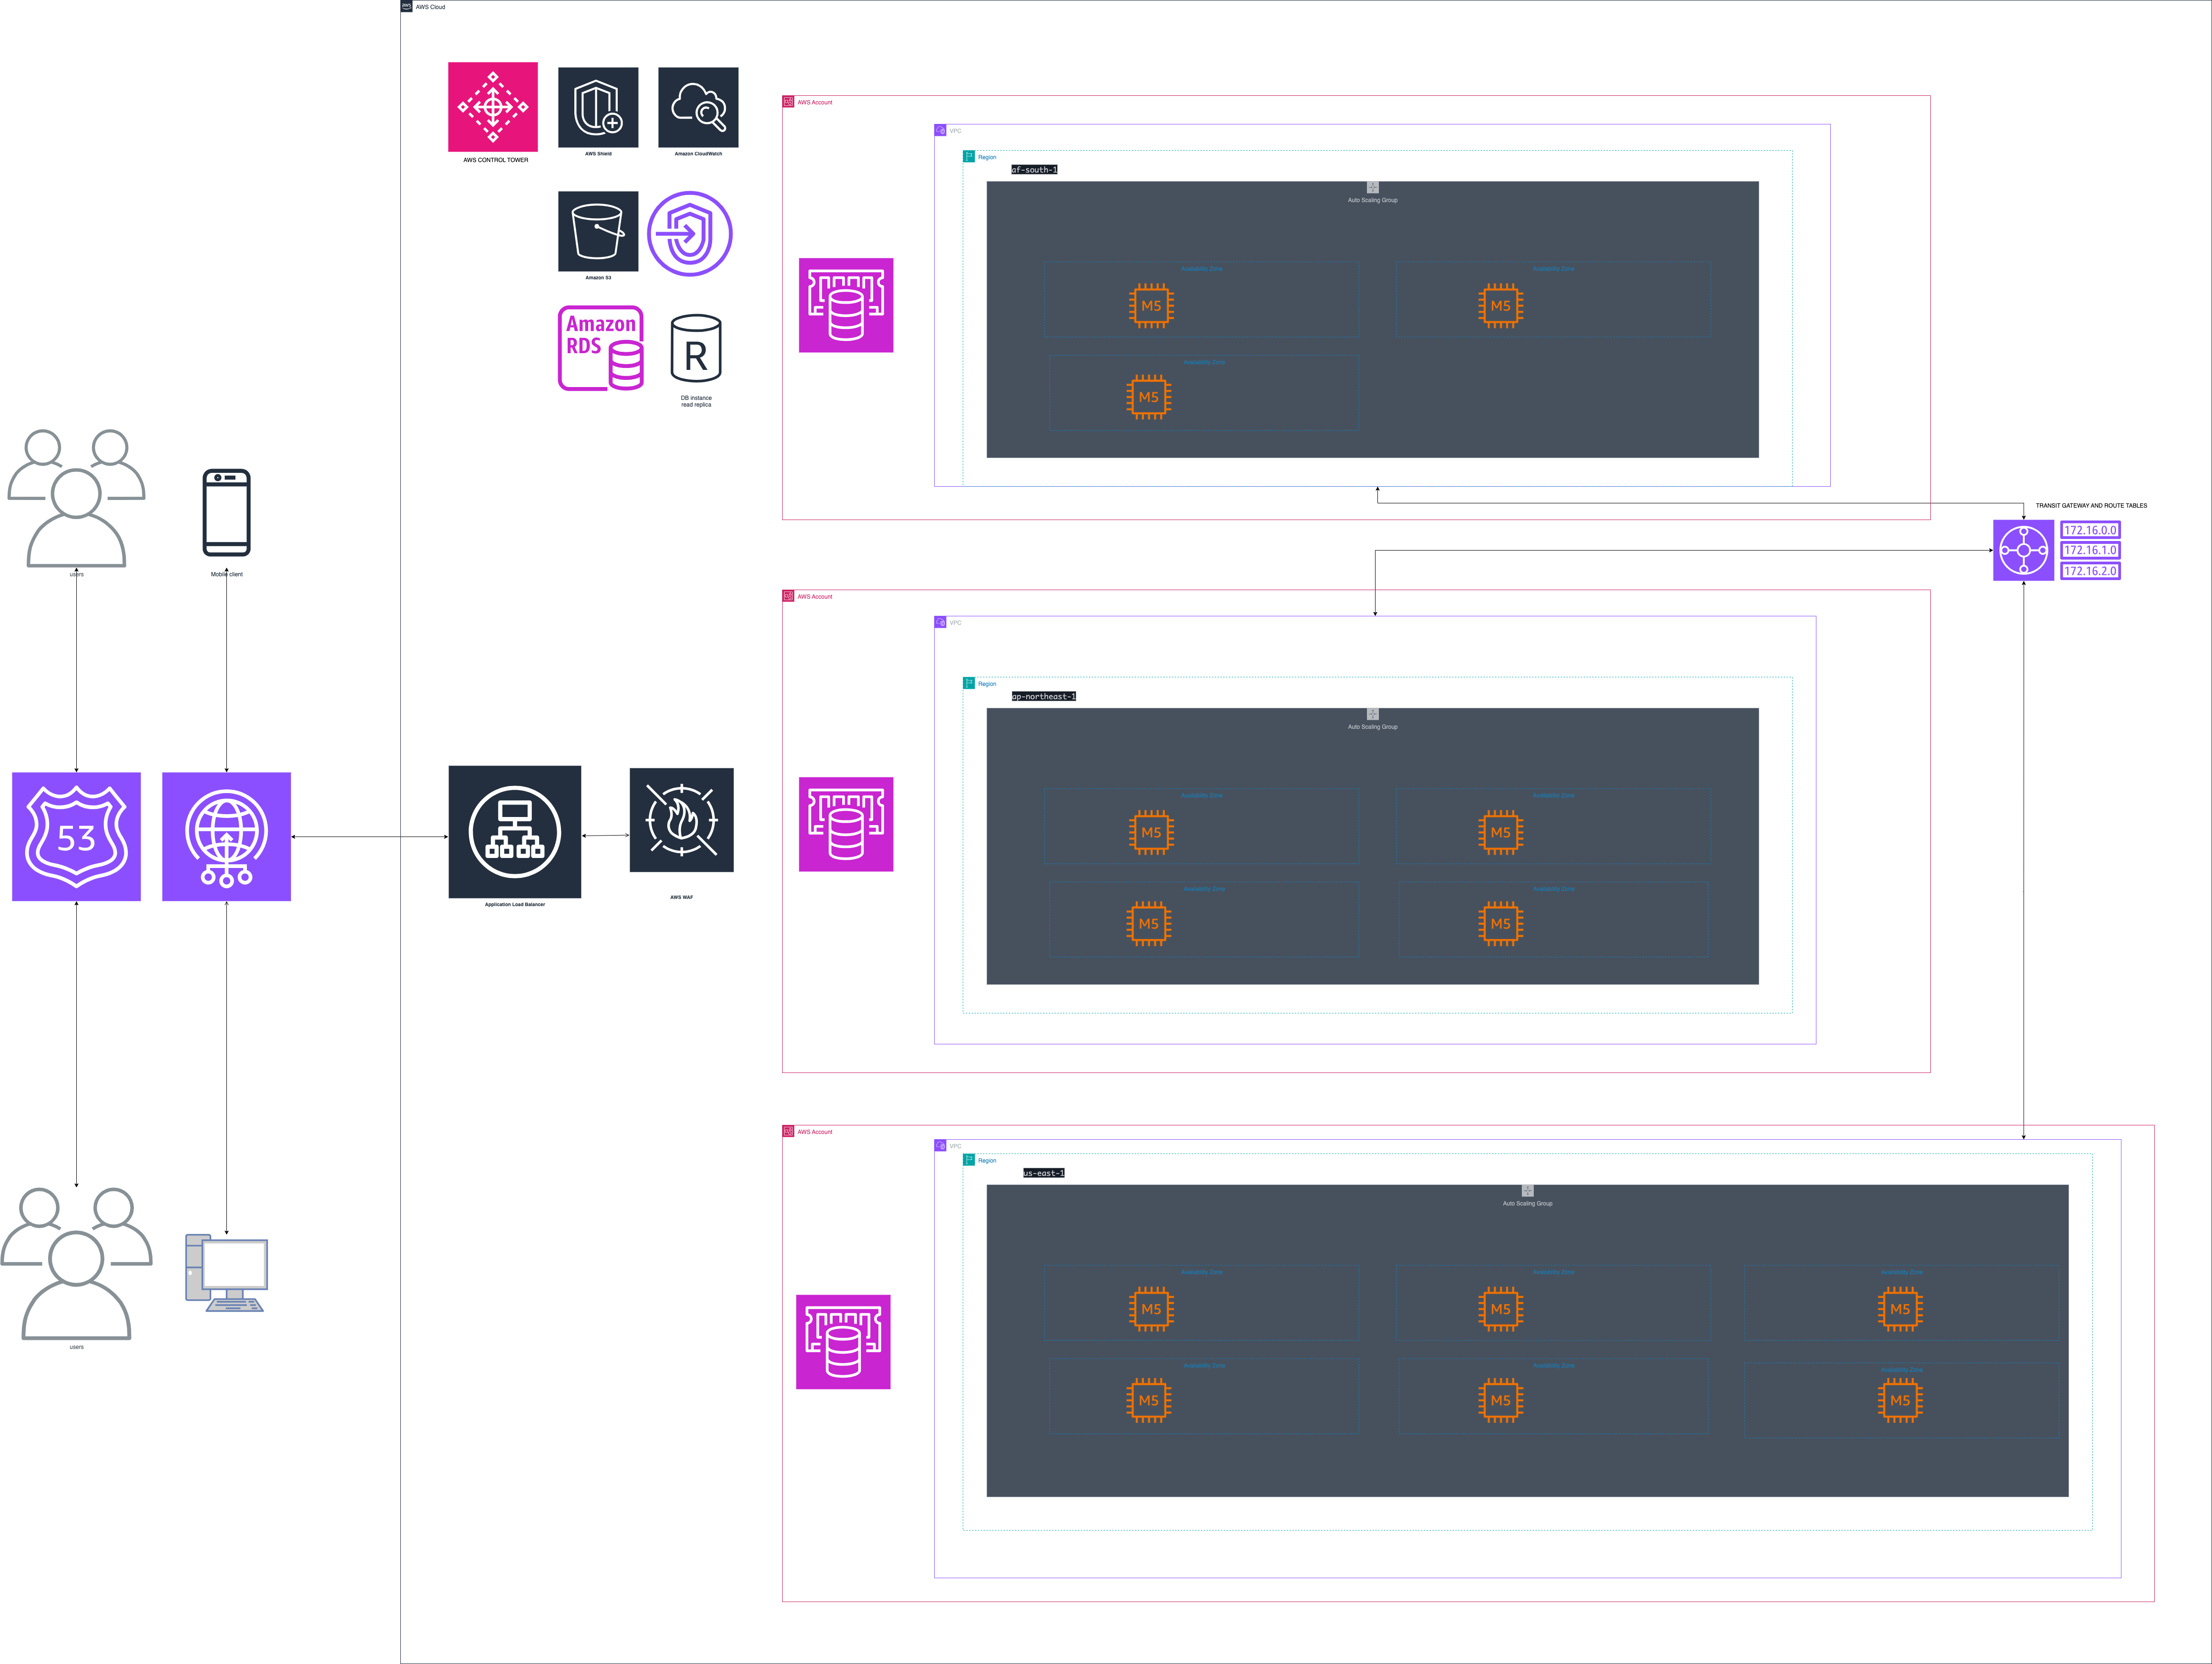 aws
AWS Cloud
AWS CONTROL TOWER
AWS Shield
Amazon CloudWatch
Amazon S3
Amazon
RDS
R
DB instance
read replica
AWS Account
VPC
Region
af-south-1
Auto Scaling Group
Availability Zone
M5
Availability Zone
M5
Availability Zone
M5
TRANSIT GATEWAY AND ROUTE TABLES
172.16.0.0
172.16.1.0
172.16.2.0
users
Mobile client
53
Application Load Balancer
AWS WAF
AWS Account
VPC
Region
ap-northeast-1
Auto Scaling Group
Availability Zone
M5
Availability Zone
M5
Availability Zone
M5
Availability Zone
M5
AWS Account
VPC
Region
us-east-1
Auto Scaling Group
Availability Zone
M5
Availability Zone
M5
Availability Zone
M5
Availability Zone
M5
Availability Zone
M5
Availability Zone
M5
users